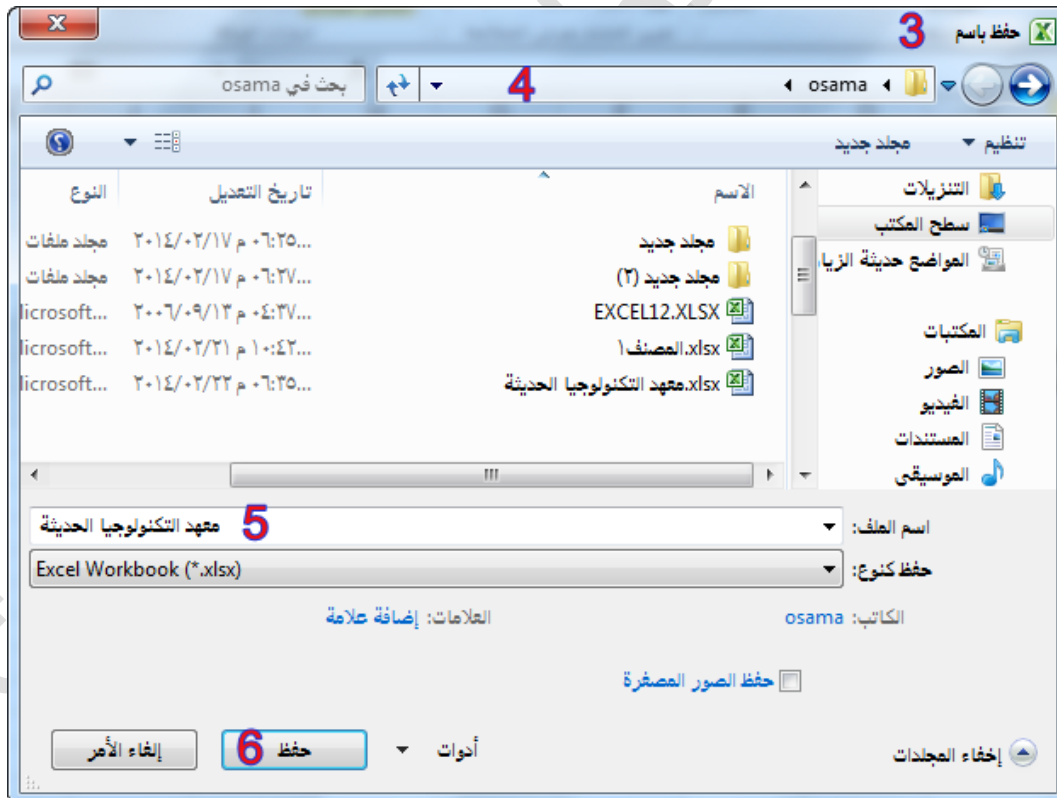 حفظ باسم 3
osama 4 بحث في osama
تنظيم مجلد جديد
التنزيلات
سطح المكتب
المواضع حديثة الزيا
المكتبات
الصور
الفيديو
المستندات
الموسيقى
الاسم تاريخ التعديل النوع
مجلد جديد ٢٠١٤/٠٢/١٧ م ٠٦:٢٥... مجلد ملفات
مجلد جديد (٢) ٢٠١٤/٠٢/١٧ م ٠٦:٢٧... مجلد ملفات
EXCEL12.XLSX ٢٠٠٦/٠٩/١٣ م ٠٤:٣٧... licrosoft...
المصنف١.xlsx ٢٠١٤/٠٢/٢١ م ١٠:٤٢... licrosoft...
معهد التكنولوجيا الحديثة.xlsx ٢٠١٤/٠٢/٢٢ م ٠٦:٣٥... licrosoft...
اسم الملف: معهد التكنولوجيا الحديثة 5
حفظ كنوع: Excel Workbook (*.xlsx)
الكاتب: osama العلامات: إضافة علامة
حفظ الصور المصغرة
إخفاء المجلدات أدوات حفظ 6 إلغاء الأمر